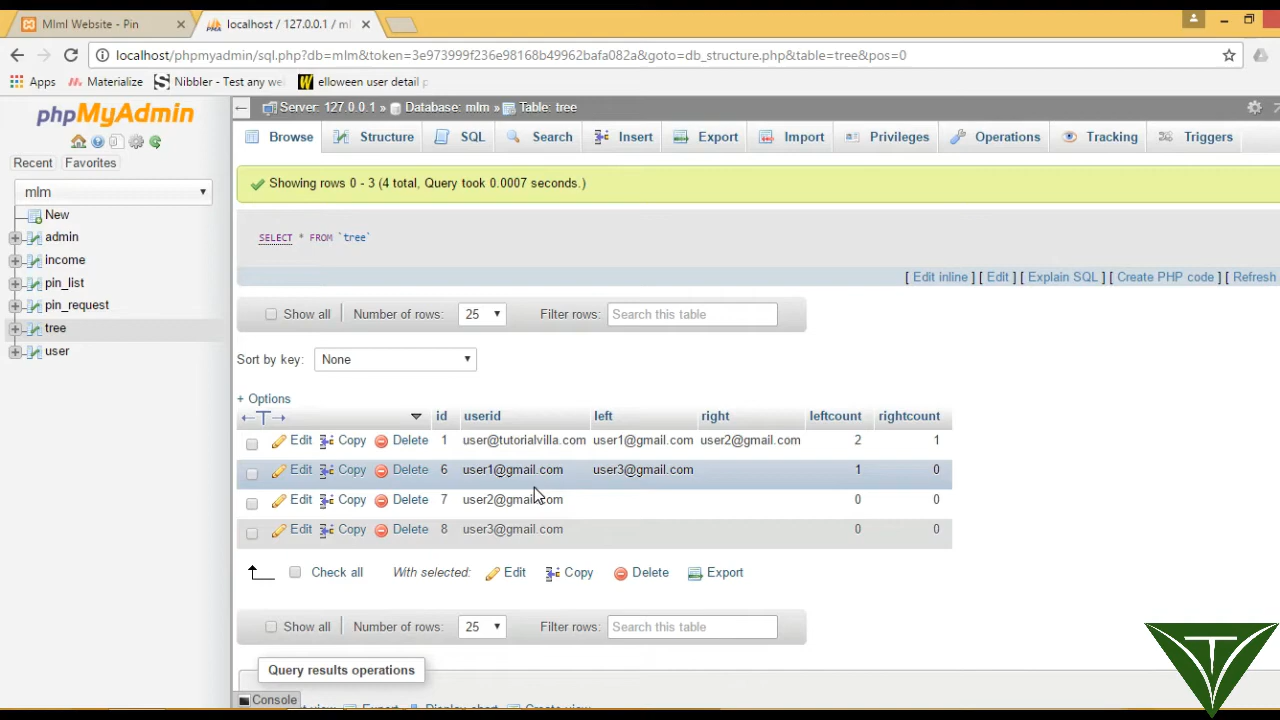 Mlml Website - Pin
localhost / 127.0.0.1 / ml
localhost/phpmyadmin/sql.php?db=mlm&token=3e973999f236e98168b49962bafa082a&goto=db_structure.php&table=tree&pos=0
Apps Materialize Nibbler - Test any we elloween user detail p
phpMyAdmin
Server: 127.0.0.1 » Database: mlm » Table: tree
Browse Structure SQL Search Insert Export Import Privileges Operations Tracking Triggers
Recent Favorites
mlm
New
admin
income
pin_list
pin_request
tree
user
Showing rows 0 - 3 (4 total, Query took 0.0007 seconds.)
SELECT * FROM `tree`
[ Edit inline ] [ Edit ] [ Explain SQL ] [ Create PHP code ] [ Refresh
Show all Number of rows: 25 Filter rows: Search this table
Sort by key: None
+ Options
←T→ id userid left right leftcount rightcount
Edit Copy Delete 1 user@tutorialvilla.com user1@gmail.com user2@gmail.com 2 1
Edit Copy Delete 6 user1@gmail.com user3@gmail.com 1 0
Edit Copy Delete 7 user2@gmail.com 0 0
Edit Copy Delete 8 user3@gmail.com 0 0
Check all With selected: Edit Copy Delete Export
Show all Number of rows: 25 Filter rows: Search this table
Query results operations
Console